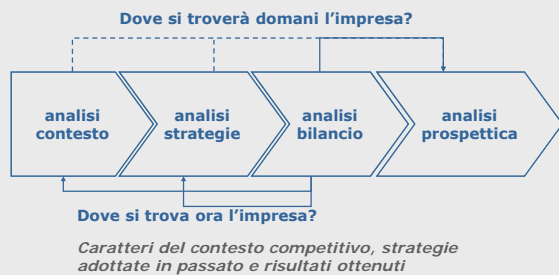 Dove si troverà domani l'impresa?
analisi contesto
analisi strategie
analisi bilancio
analisi prospettica
Dove si trova ora l'impresa?
Caratteri del contesto competitivo, strategie
adottate in passato e risultati ottenuti